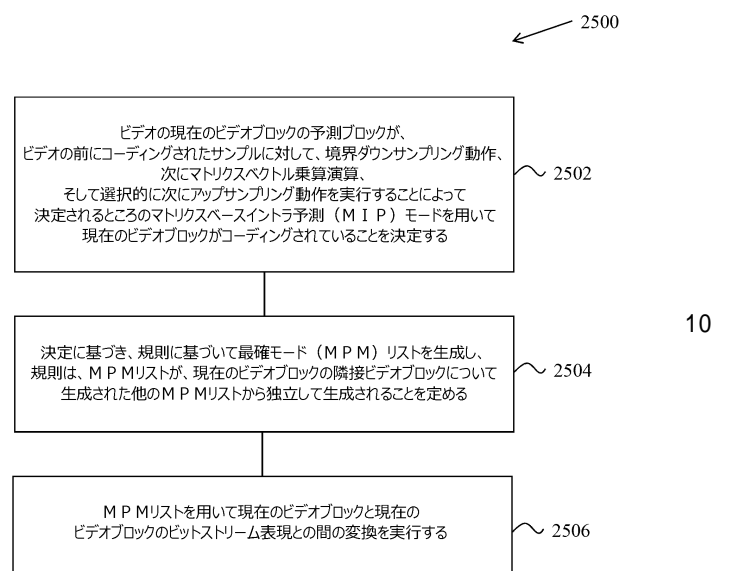 2500
ビデオの現在のビデオブロックの予測ブロックが、
ビデオの前にコーディングされたサンプルに対して、境界ダウンサンプリング動作、
次にマトリクスベクトル乗算演算、
そして選択的に次にアップサンプリング動作を実行することによって
決定されるところのマトリクスベースイントラ予測（ＭＩＰ）モードを用いて
現在のビデオブロックがコーディングされていることを決定する
2502
決定に基づき、規則に基づいて最確モード（ＭＰＭ）リストを生成し、
規則は、ＭＰＭリストが、現在のビデオブロックの隣接ビデオブロックについて
生成された他のＭＰＭリストから独立して生成されることを定める
2504
10
ＭＰＭリストを用いて現在のビデオブロックと現在の
ビデオブロックのビットストリーム表現との間の変換を実行する
2506